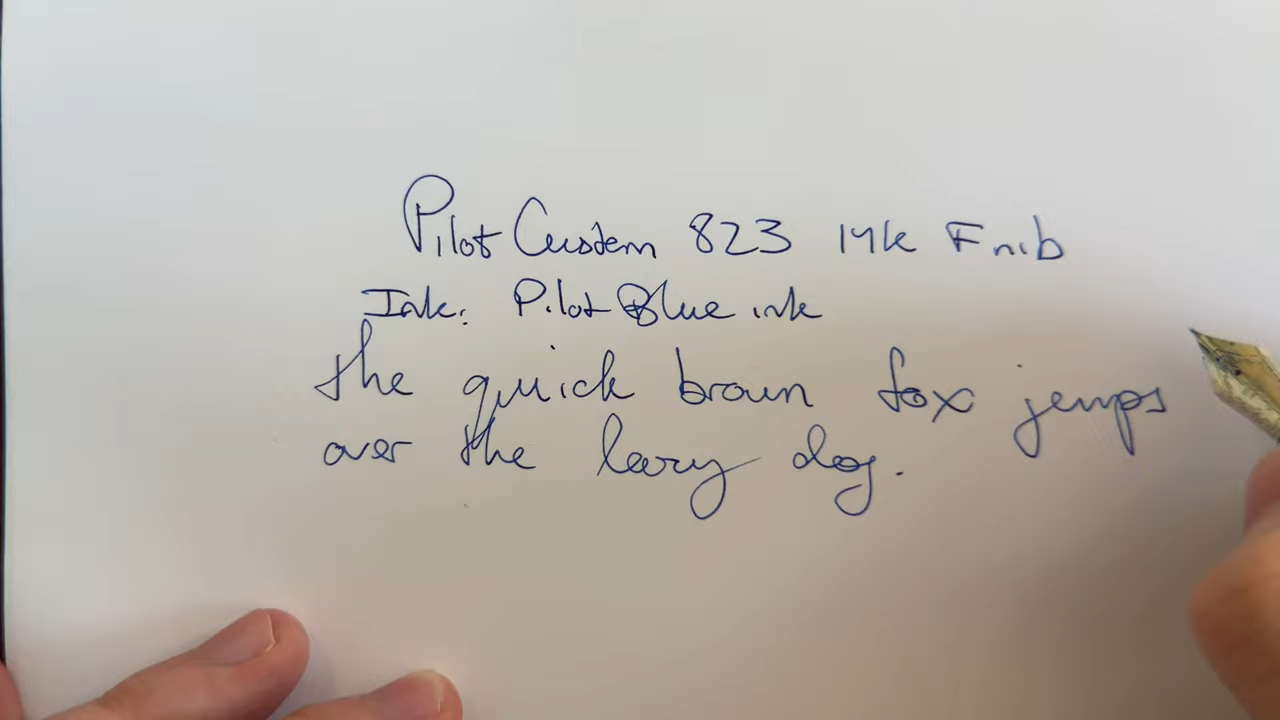 Pilot Custom 823 14k F nib
Ink: Pilot Blue ink
the quick brown fox jumps
over the lazy dog.